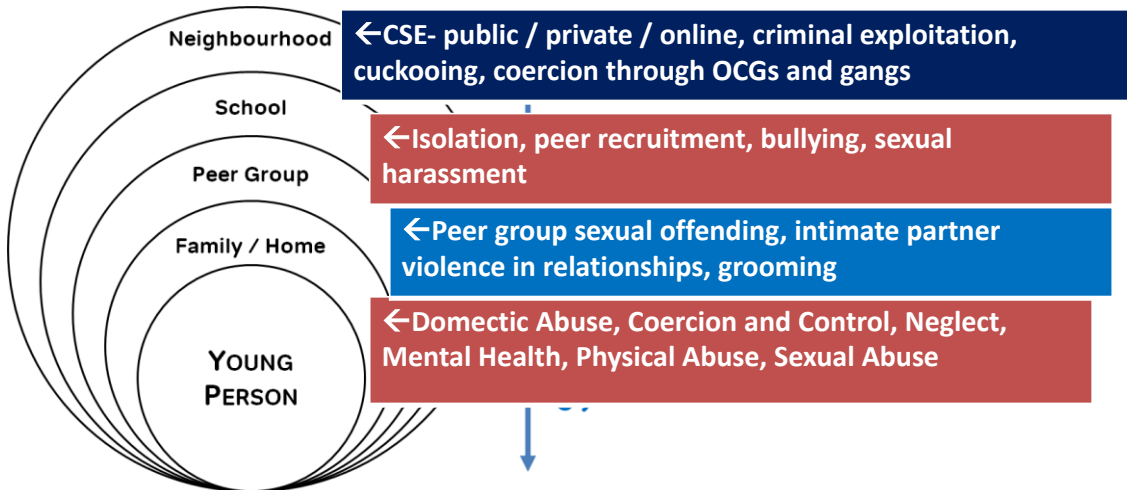 Neighbourhood
←CSE- public / private / online, criminal exploitation,
cuckooing, coercion through OCGs and gangs
School
←Isolation, peer recruitment, bullying, sexual
harassment
Peer Group
←Peer group sexual offending, intimate partner
violence in relationships, grooming
Family / Home
←Domectic Abuse, Coercion and Control, Neglect,
Mental Health, Physical Abuse, Sexual Abuse
YOUNG
PERSON